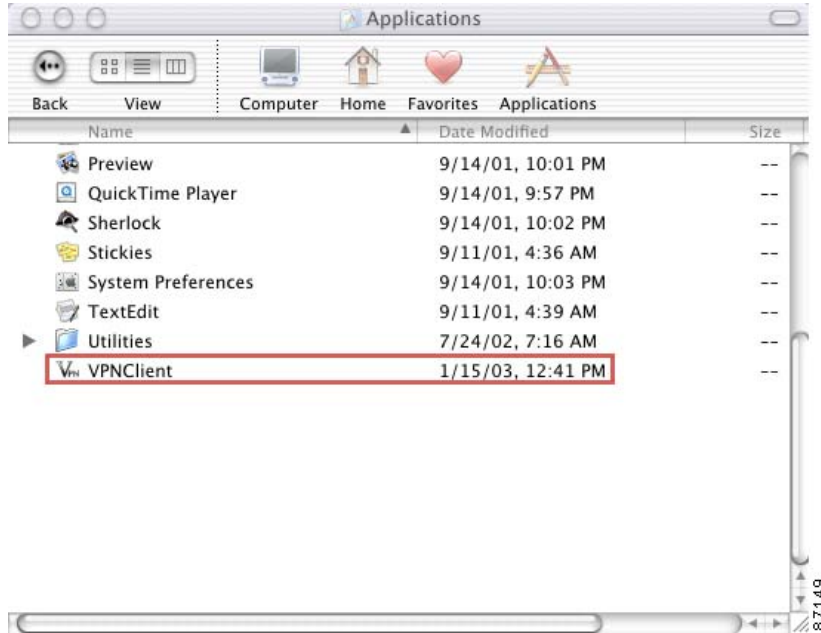 Applications
Back View Computer Home Favorites Applications
Name Date Modified Size
Preview 9/14/01, 10:01 PM --
QuickTime Player 9/14/01, 9:57 PM --
Sherlock 9/14/01, 10:02 PM --
Stickies 9/11/01, 4:36 AM --
System Preferences 9/14/01, 10:03 PM --
TextEdit 9/11/01, 4:39 AM --
Utilities 7/24/02, 7:16 AM --
VPN VPNClient 1/15/03, 12:41 PM --
87149